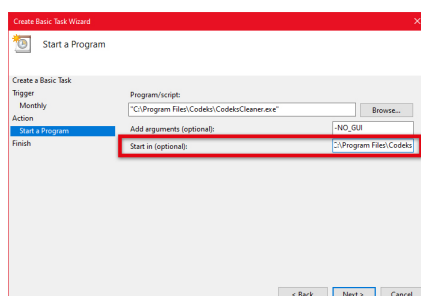 Create Basic Task Wizard
Start a Program
Create a Basic Task
Trigger
Program/script:
Monthly
"C:\Program Files\Codeks\CodeksCleaner.exe"
Browse...
Action
Add arguments (optional):
-NO_GUI
Start a Program
Start in (optional):
:\Program Files\Codeks
Finish
< Back
Next >
Cancel